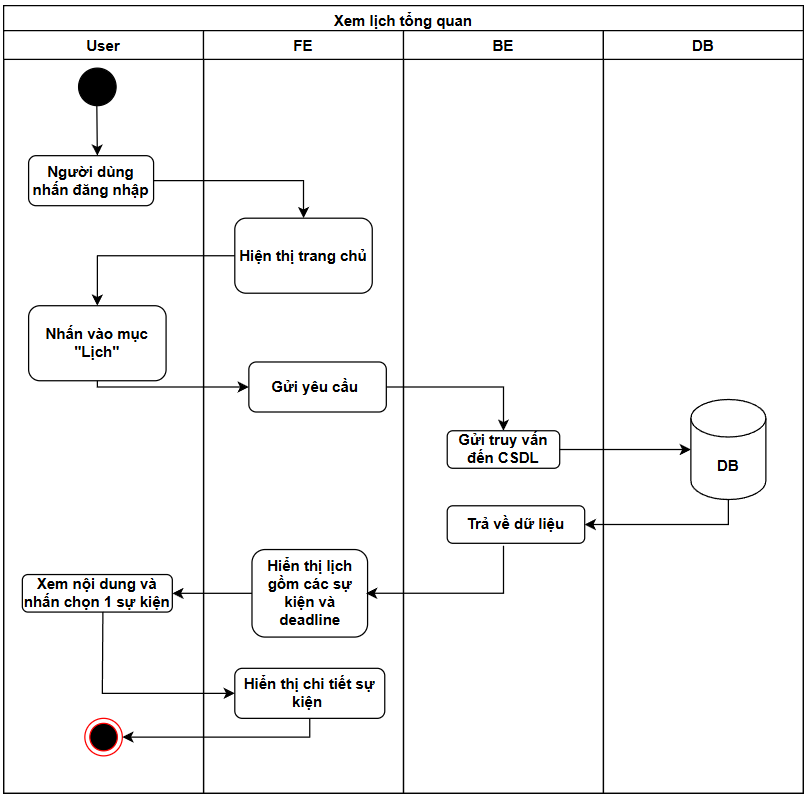 Xem lịch tổng quan
User
FE
BE
DB
Người dùng
nhấn đăng nhập
Hiện thị trang chủ
Nhấn vào mục
"Lịch"
Gửi yêu cầu
Gửi truy vấn
đến CSDL
DB
Trả về dữ liệu
Hiển thị lịch
gồm các sự
kiện và
deadline
Xem nội dung và
nhấn chọn 1 sự kiện
Hiển thị chi tiết sự
kiện